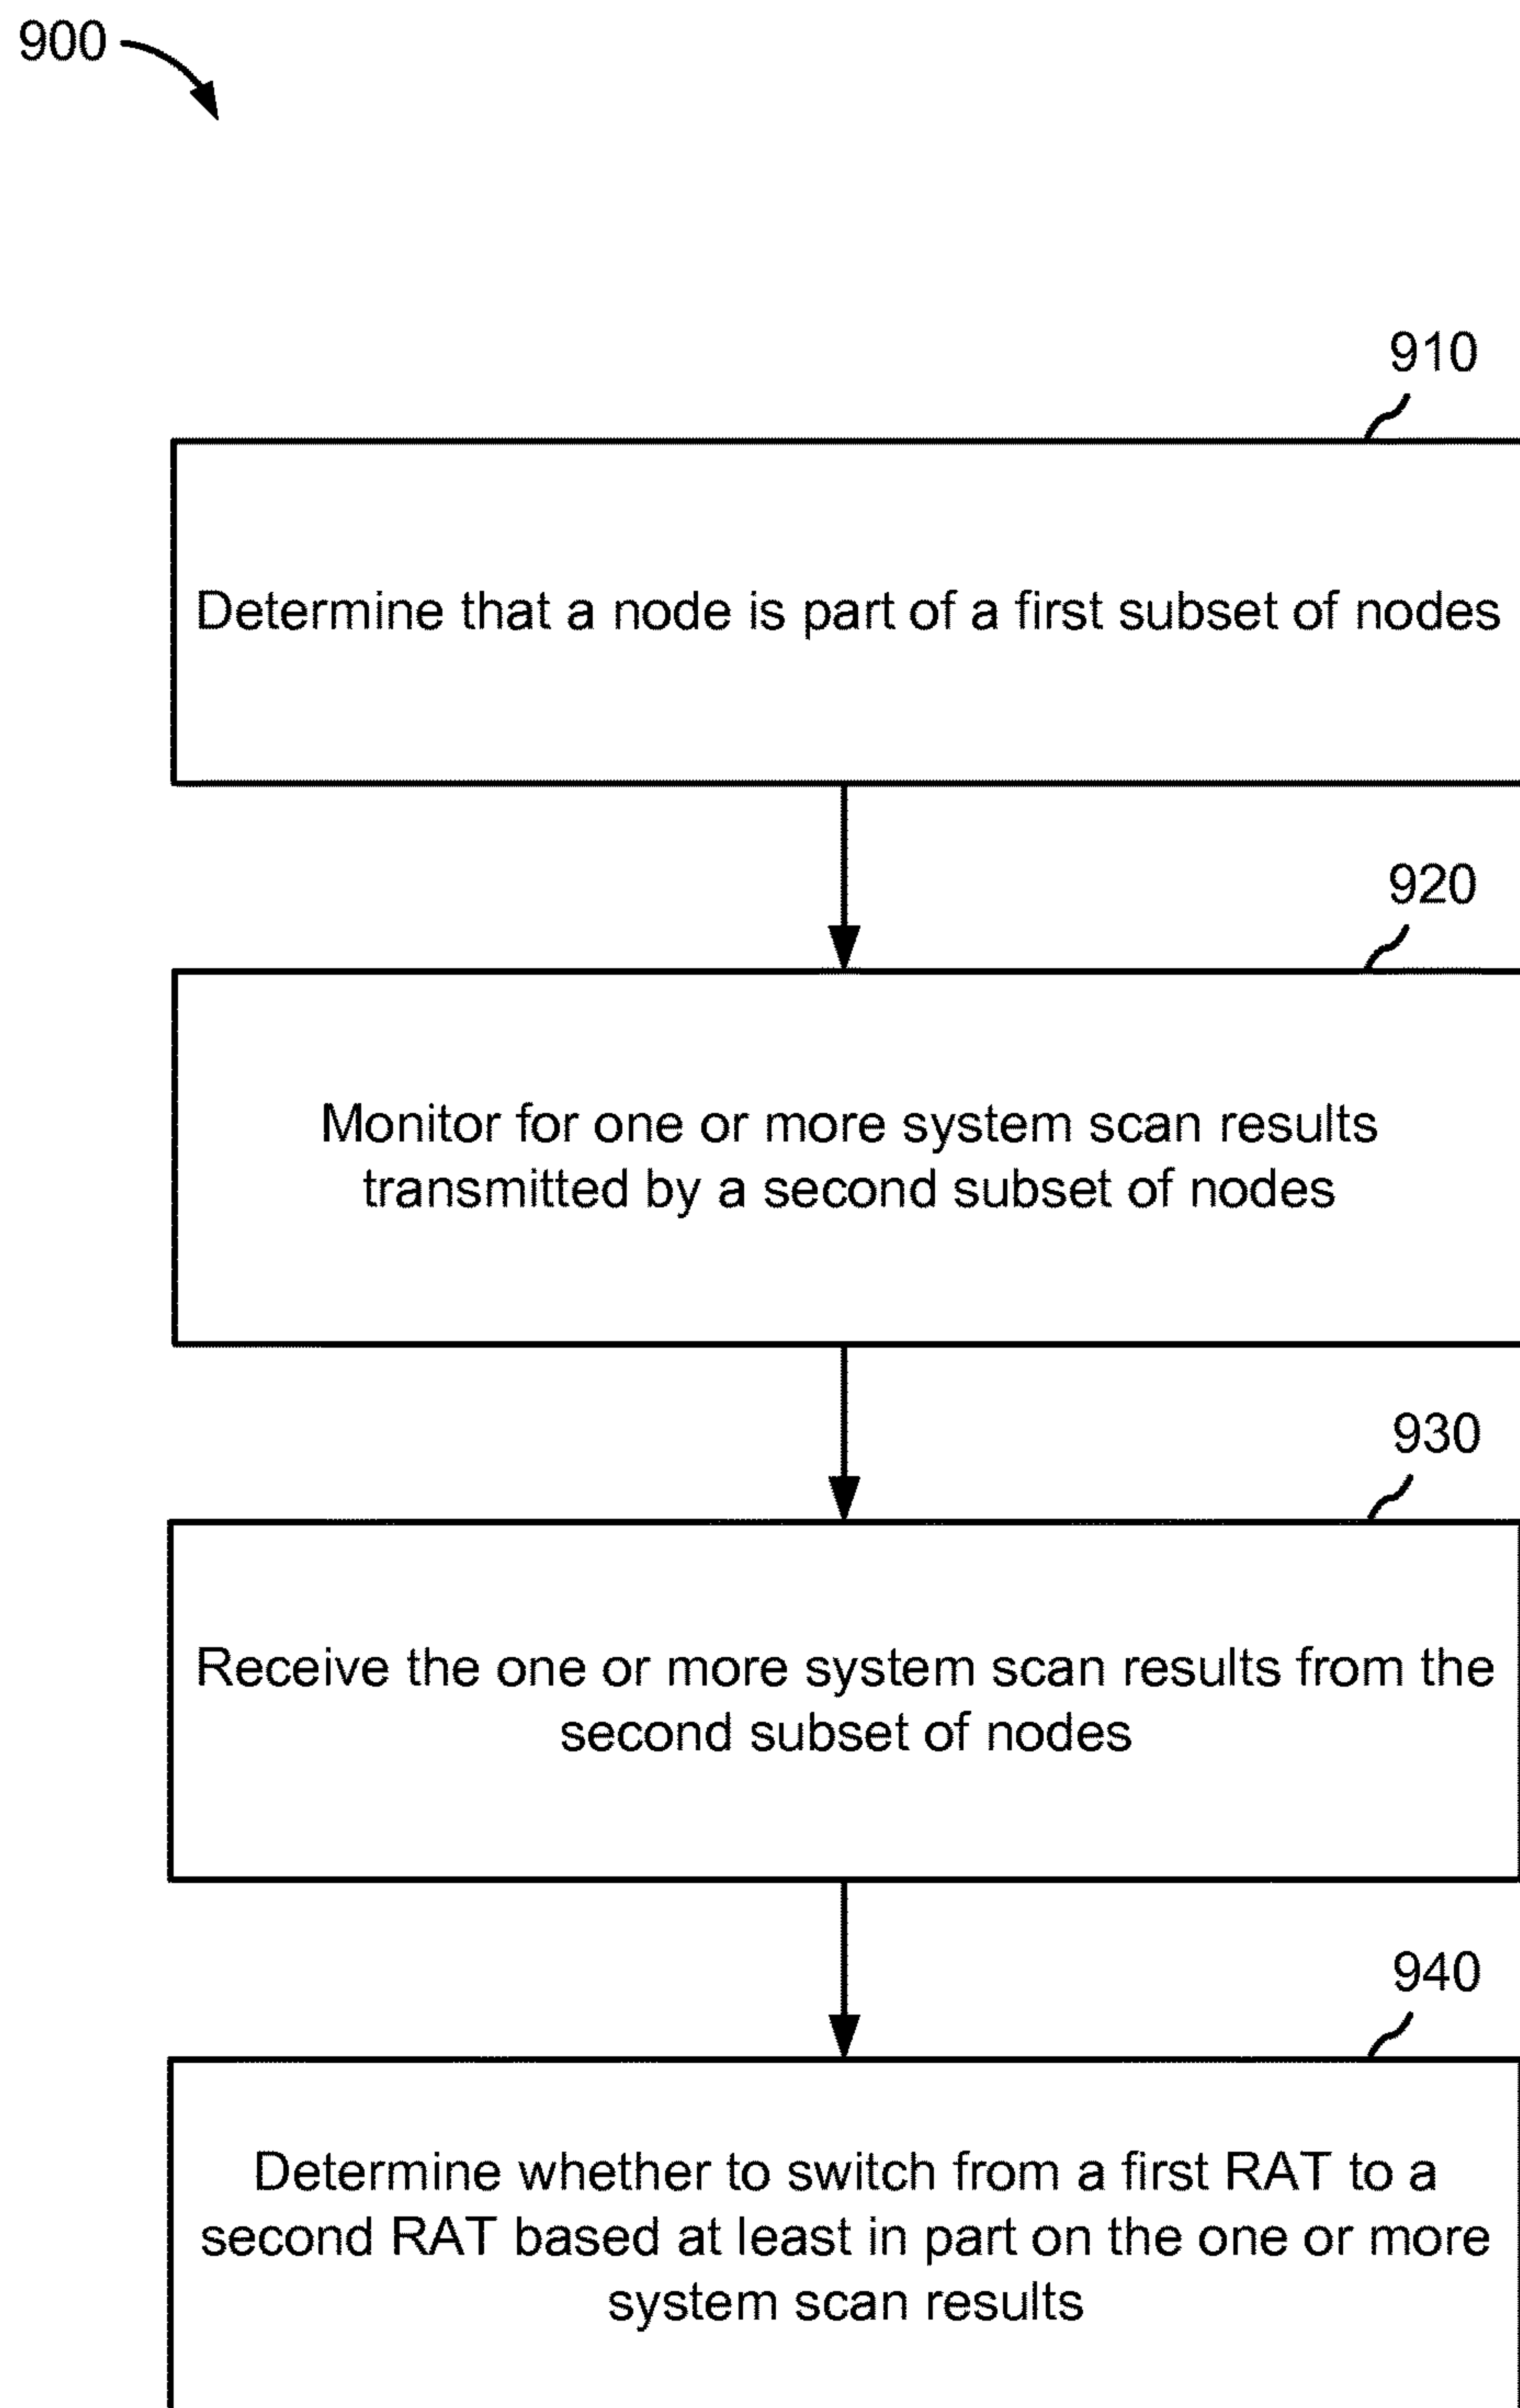 900
910
Determine that a node is part of a first subset of nodes
920
Monitor for one or more system scan results
transmitted by a second subset of nodes
930
Receive the one or more system scan results from the
second subset of nodes
940
Determine whether to switch from a first RAT to a
second RAT based at least in part on the one or more
system scan results